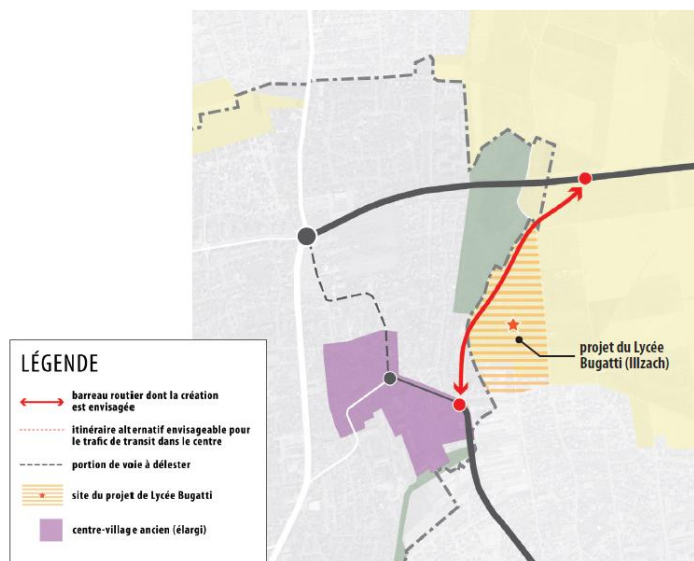 projet du Lycée
Bugatti (Illzach)
LÉGENDE
barreau routier dont la création
est envisagée
itinéraire alternatif envisageable pour
le trafic de transit dans le centre
portion de voie à délester
site du projet de Lycée Bugatti
centre-village ancien (élargi)